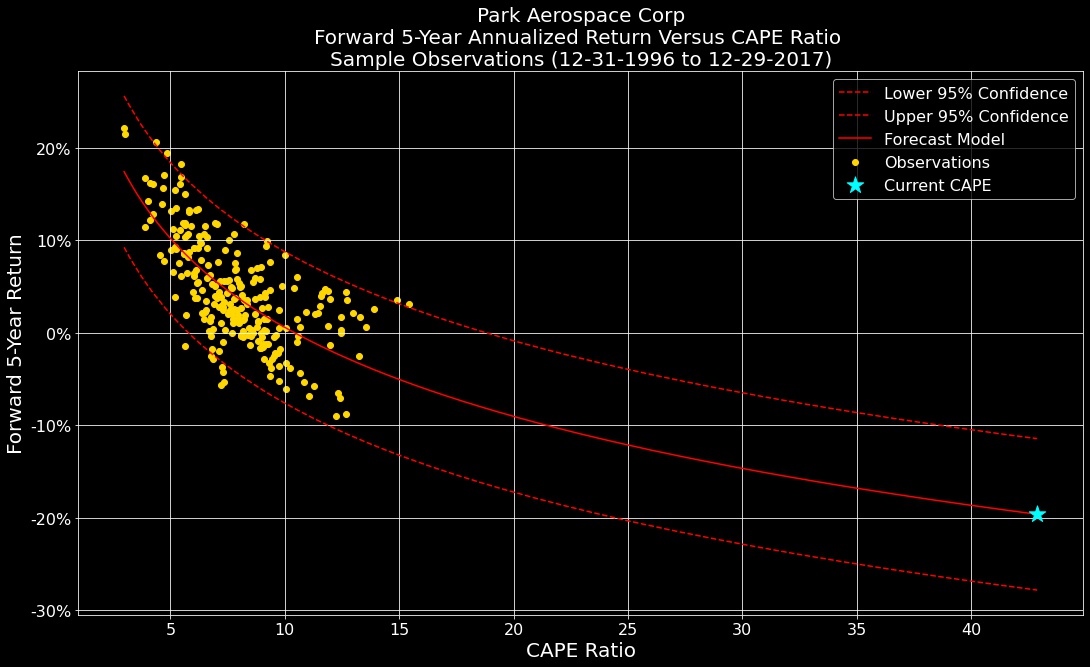 Park Aerospace Corp
Forward 5-Year Annualized Return Versus CAPE Ratio
Sample Observations (12-31-1996 to 12-29-2017)
Lower 95% Confidence
Upper 95% Confidence
Forecast Model
Observations
Current CAPE
Forward 5-Year Return
20%
10%
0%
-10%
-20%
-30%
5 10 15 20 25 30 35 40
CAPE Ratio